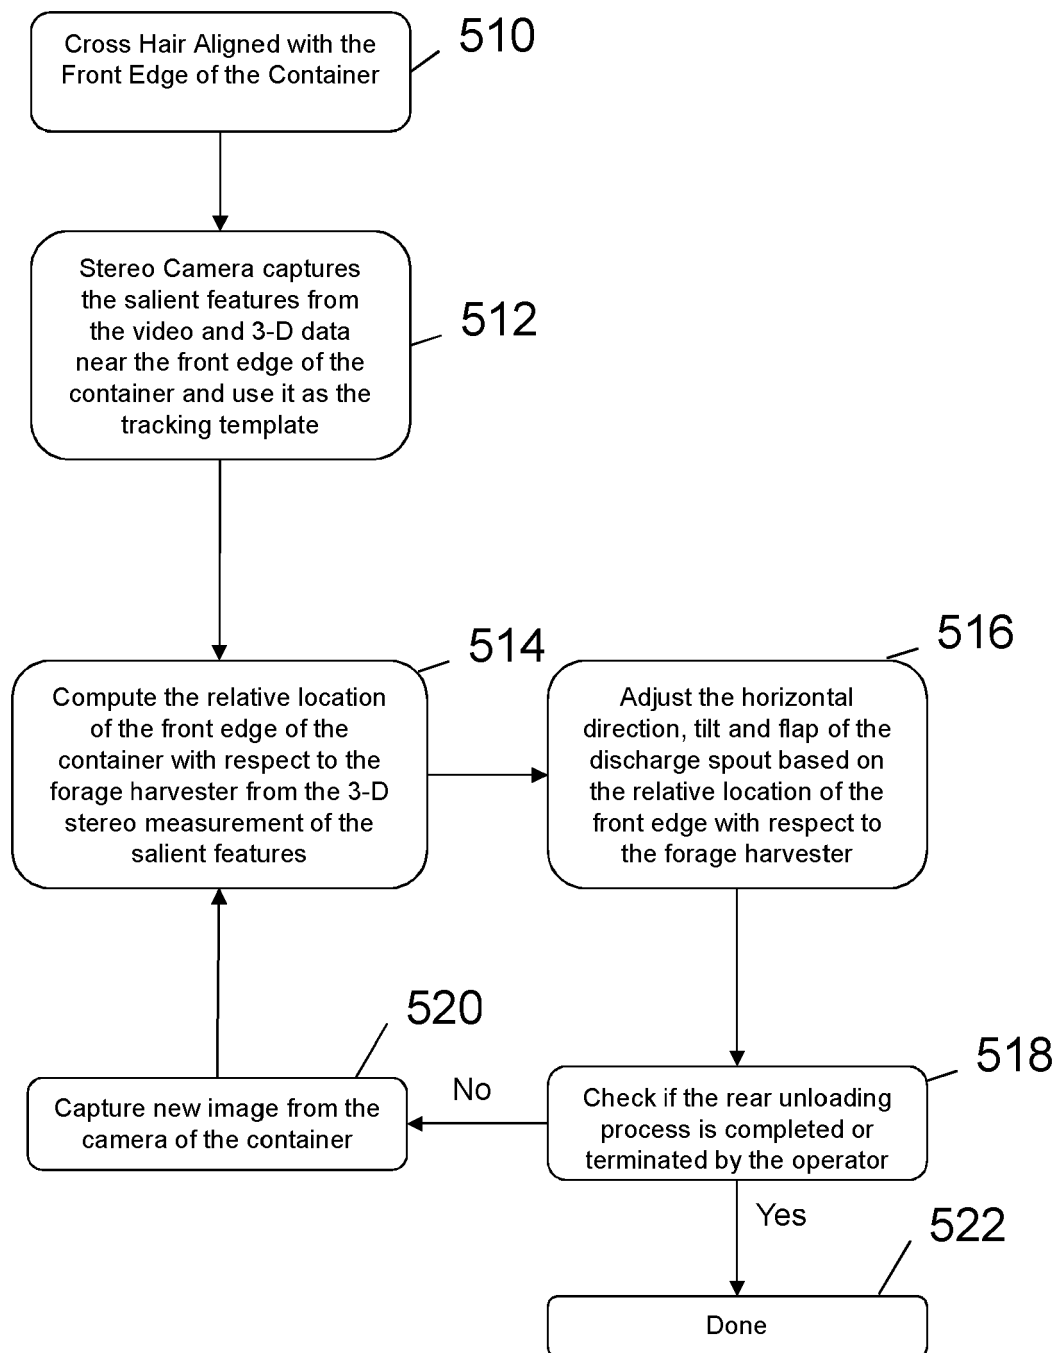 Cross Hair Aligned with the
Front Edge of the Container
510
Stereo Camera captures
the salient features from
the video and 3-D data
near the front edge of the
container and use it as the
tracking template
512
Compute the relative location
of the front edge of the
container with respect to the
forage harvester from the 3-D
stereo measurement of the
salient features
514
Adjust the horizontal
direction, tilt and flap of the
discharge spout based on
the relative location of the
front edge with respect to
the forage harvester
516
Check if the rear unloading
process is completed or
terminated by the operator
518
No
Capture new image from the
camera of the container
520
Yes
Done
522